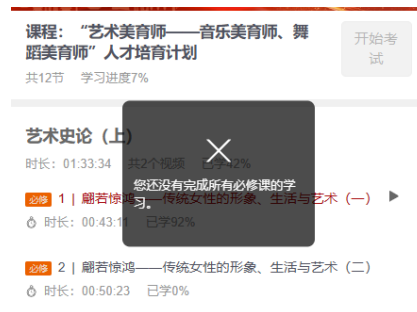 课程：“艺术美育师——音乐美育师、舞
蹈美育师”人才培育计划
开始考
试
共12节 学习进度7%
艺术史论（上）
时长：01:33:34 共2个视频 已学42%
您还没有完成所有必修课的学
习。
必修 1 | 翩若惊鸿——传统女性的形象、生活与艺术（一）
时长：00:43:11 已学92%
必修 2 | 翩若惊鸿——传统女性的形象、生活与艺术（二）
时长：00:50:23 已学0%